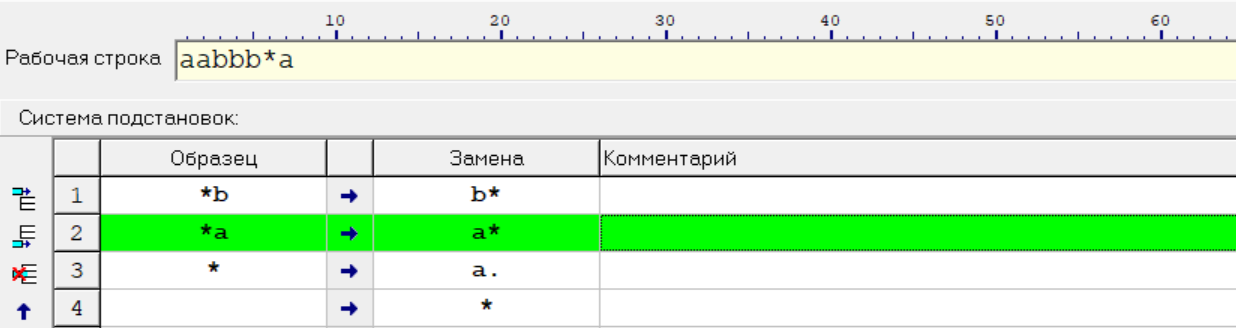 10 20 30 40 50 60
Рабочая строка aabbb*a
Система подстановок:
Образец Замена Комментарий
1 *b → b*
2 *a → a*
3 * → a.
4 → *